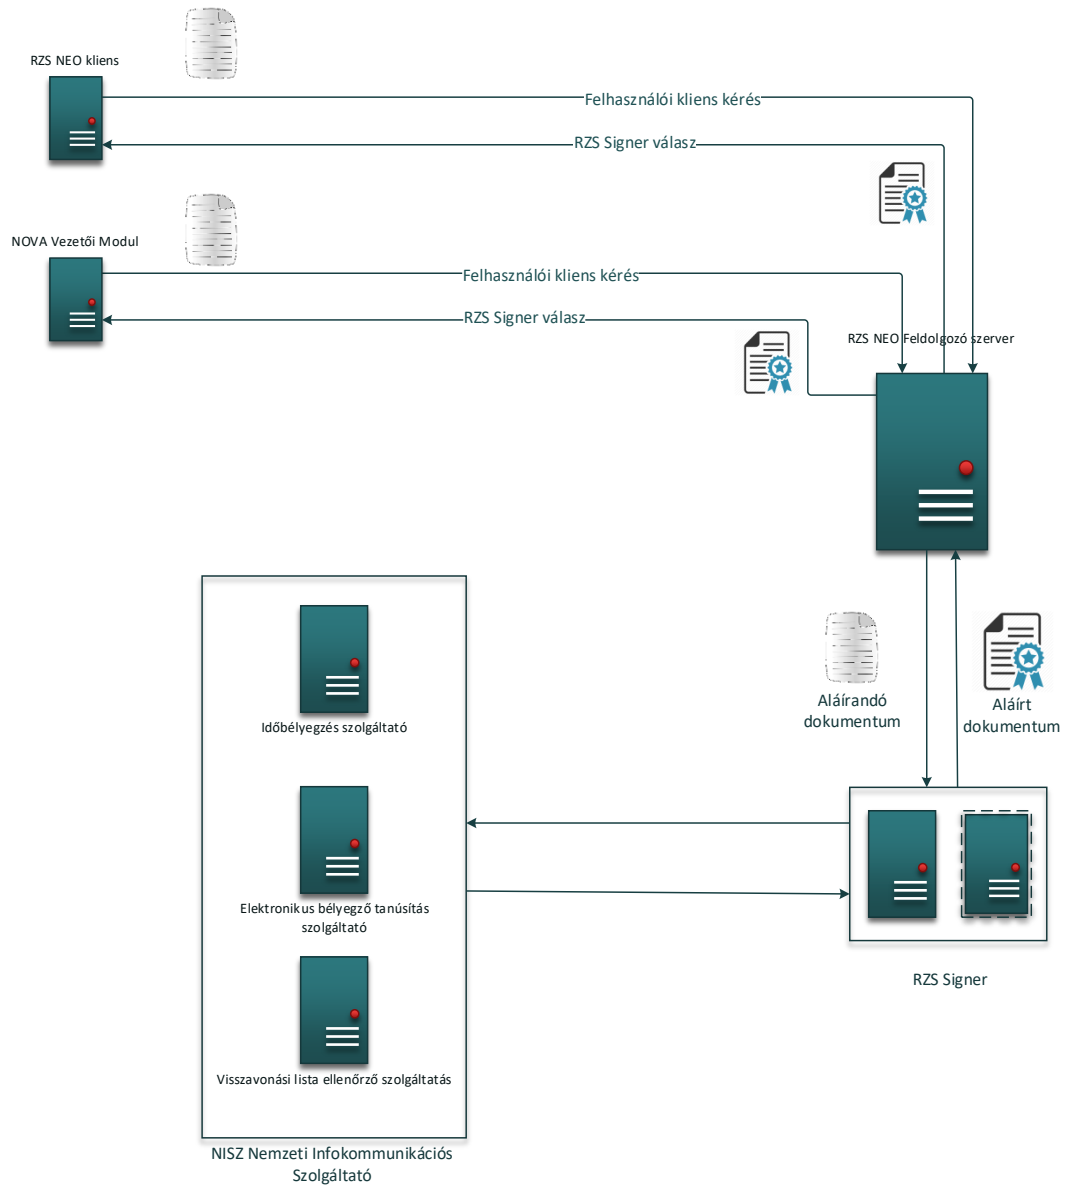 RZS NEO kliens
Felhasználói kliens kérés
RZS Signer válasz
NOVA Vezetői Modul
Felhasználói kliens kérés
RZS Signer válasz
RZS NEO Feldolgozó szerver
Időbélyegzés szolgáltató
Aláírandó
dokumentum
Aláírt
dokumentum
Elektronikus bélyegző tanúsítás
szolgáltató
RZS Signer
Visszavonási lista ellenőrző szolgáltatás
NISZ Nemzeti Infokommunikációs
Szolgáltató